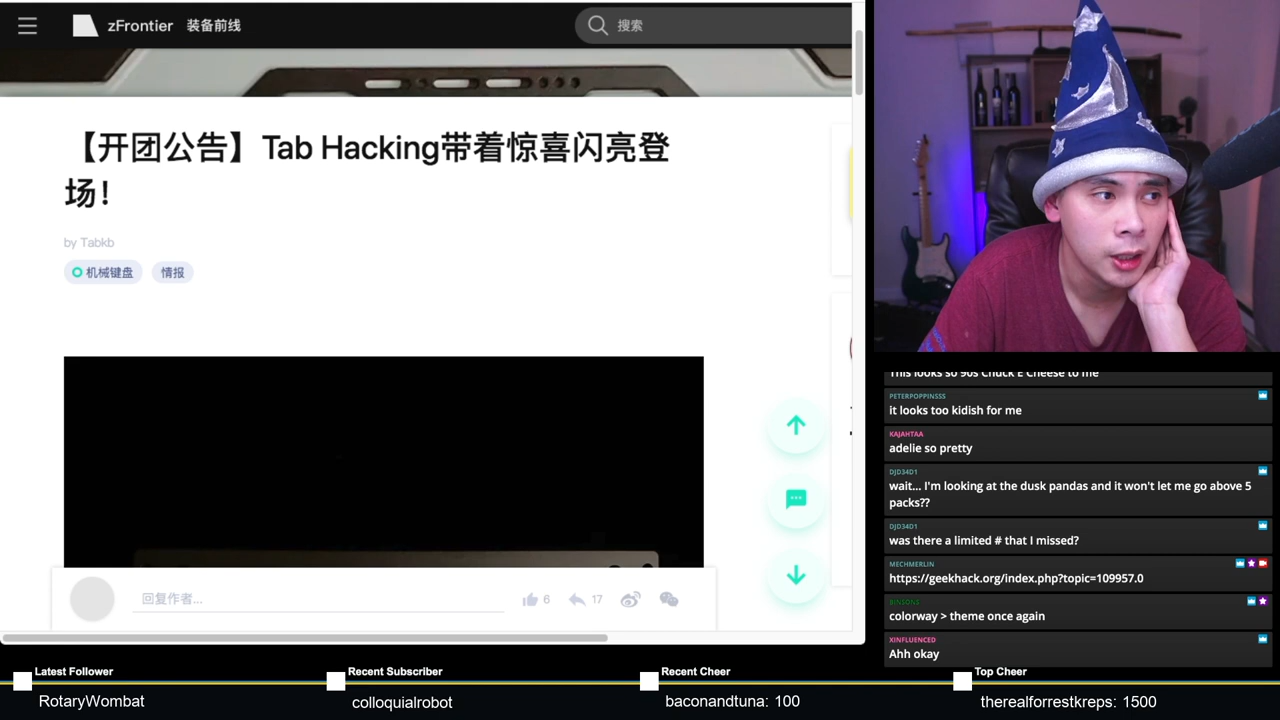 zFrontier 装备前线
搜索
【开团公告】Tab Hacking带着惊喜闪亮登
场！
by Tabkb
机械键盘 情报
回复作者...
6
17
This looks so 90s Chuck E Cheese to me
PETERPOPPINSSS
it looks too kidish for me
KAJAHTAA
adelie so pretty
DJD34D1
wait... I'm looking at the dusk pandas and it won't let me go above 5
packs??
DJD34D1
was there a limited # that I missed?
MECHMERLIN
https://geekhack.org/index.php?topic=109957.0
BINSONS
colorway > theme once again
XINFLUENCED
Ahh okay
Latest Follower
RotaryWombat
Recent Subscriber
colloquialrobot
Recent Cheer
baconandtuna: 100
Top Cheer
therealforrestkreps: 1500